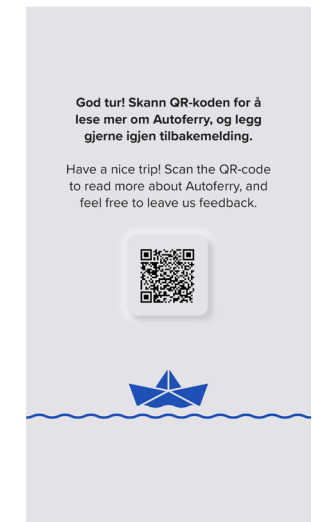 God tur! Skann QR-koden for å
lese mer om Autoferry, og legg
gjerne igjen tilbakemelding.
Have a nice trip! Scan the QR-code
to read more about Autoferry, and
feel free to leave us feedback.